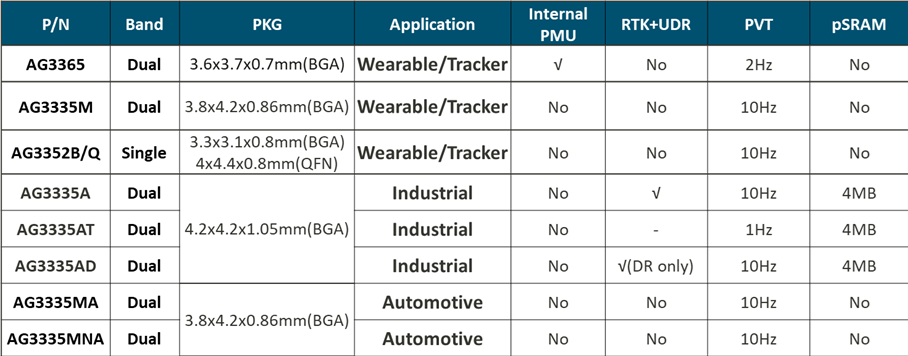 P/N Band PKG Application Internal PMU RTK+UDR PVT pSRAM
AG3365 Dual 3.6x3.7x0.7mm(BGA) Wearable/Tracker √ No 2Hz No
AG3335M Dual 3.8x4.2x0.86mm(BGA) Wearable/Tracker No No 10Hz No
AG3352B/Q Single 3.3x3.1x0.8mm(BGA) 4x4.4x0.8mm(QFN) Wearable/Tracker No No 10Hz No
AG3335A Dual 4.2x4.2x1.05mm(BGA) Industrial No √ 10Hz 4MB
AG3335AT Dual Industrial No - 1Hz 4MB
AG3335AD Dual Industrial No √(DR only) 10Hz 4MB
AG3335MA Dual 3.8x4.2x0.86mm(BGA) Automotive No No 10Hz No
AG3335MNA Dual Automotive No No 10Hz No